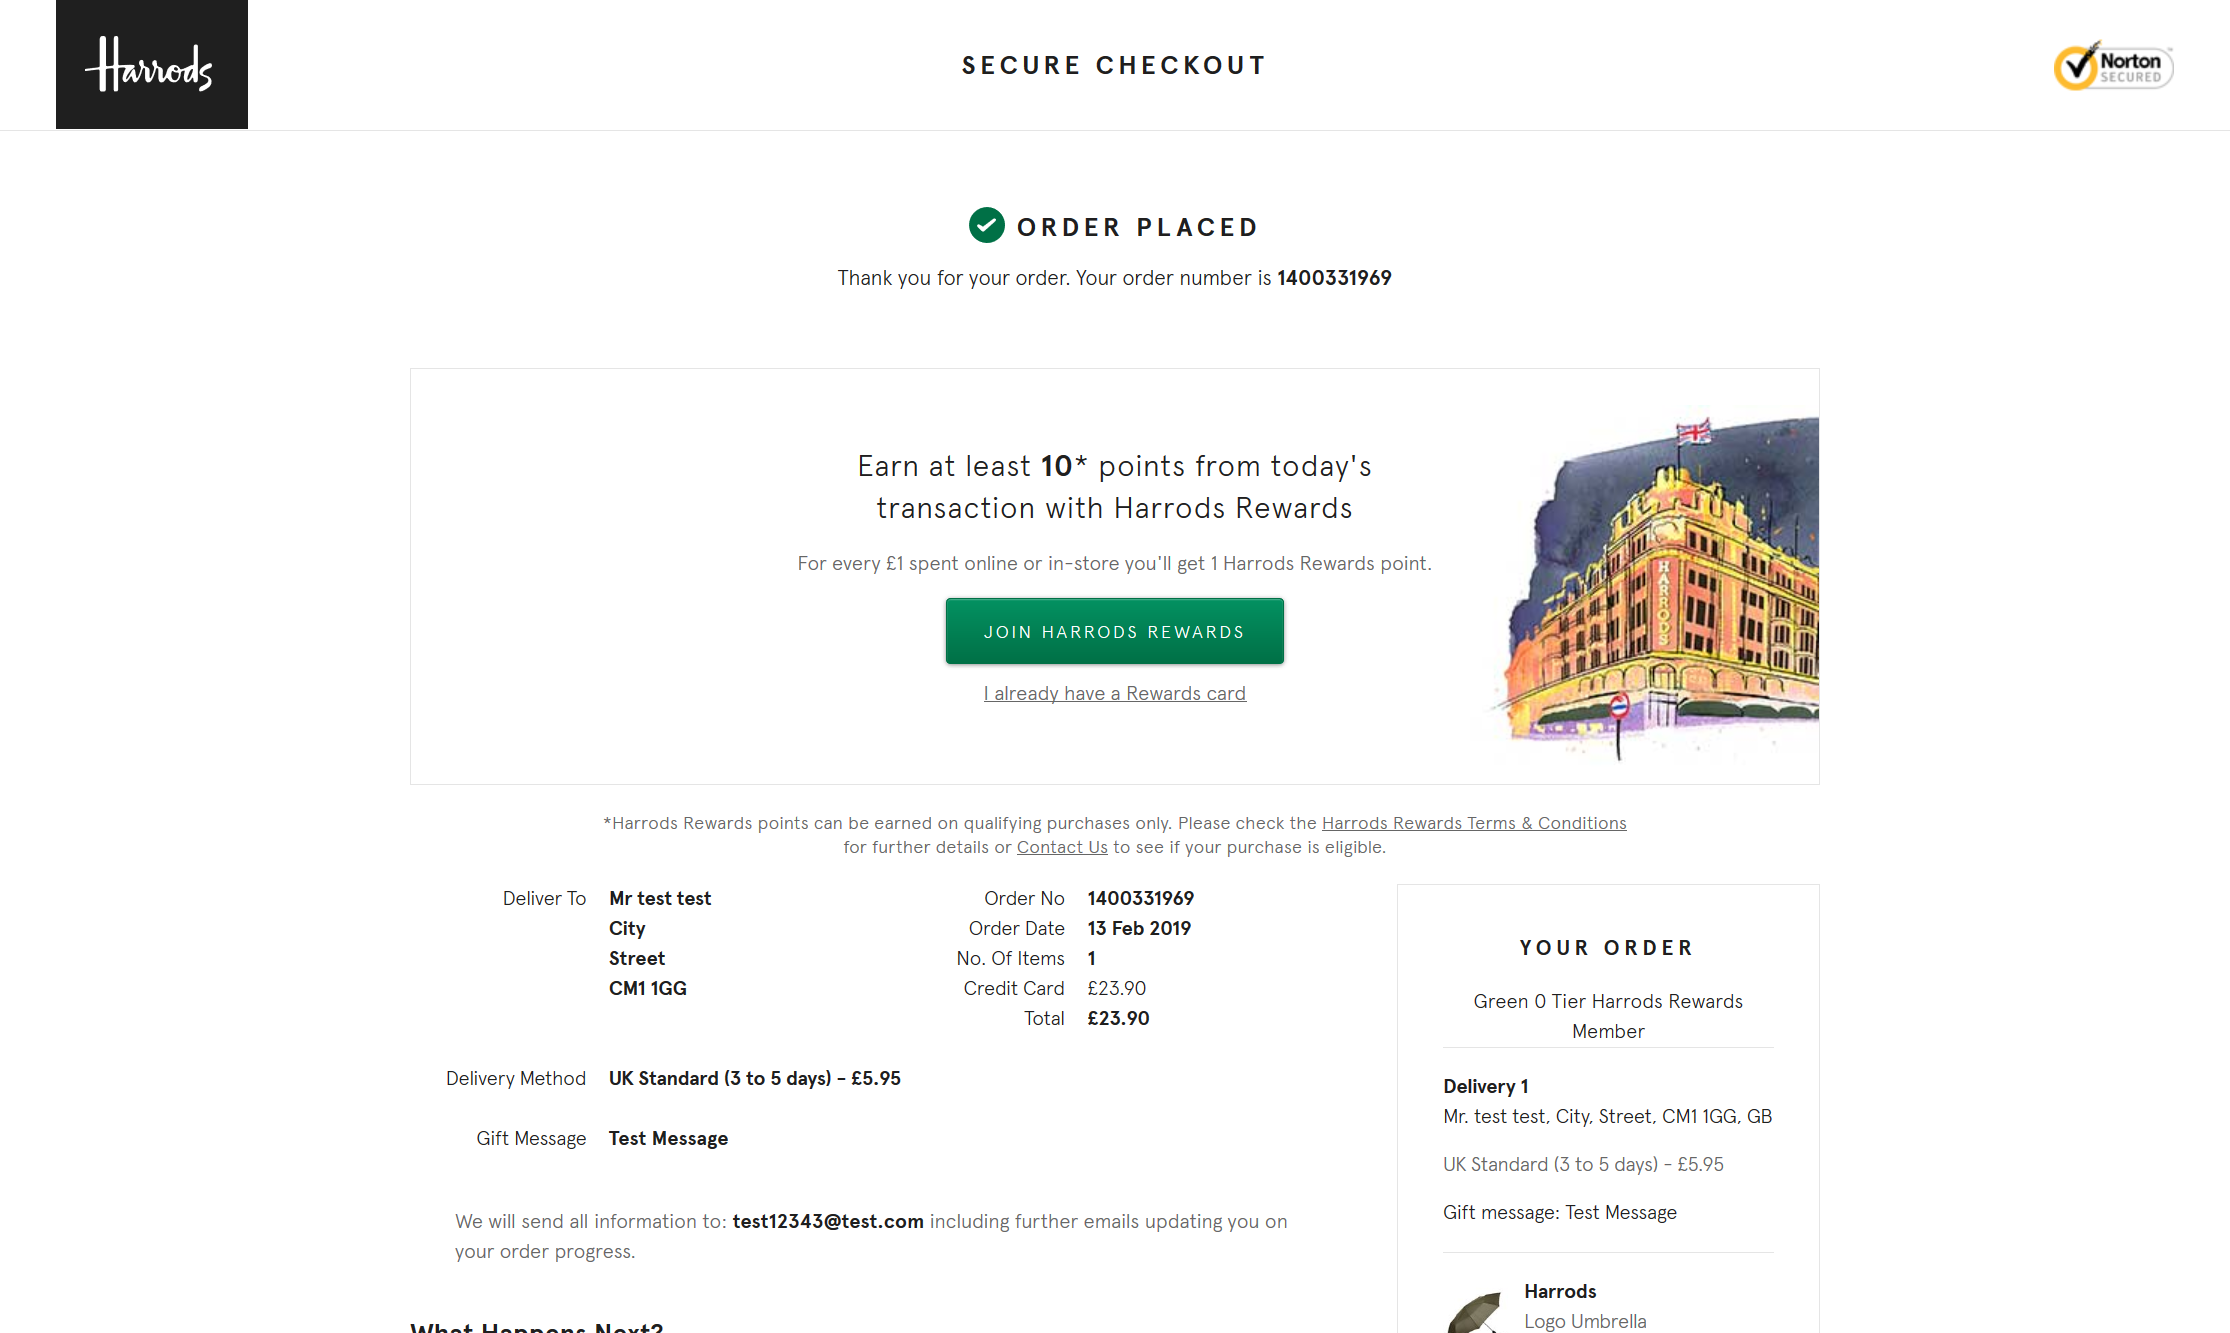 Harrods
SECURE CHECKOUT
Norton
SECURED
ORDER PLACED
Thank you for your order. Your order number is 1400331969
Earn at least 10* points from today's
transaction with Harrods Rewards
For every £1 spent online or in-store you'll get 1 Harrods Rewards point.
JOIN HARRODS REWARDS
I already have a Rewards card
HARRODS
*Harrods Rewards points can be earned on qualifying purchases only. Please check the Harrods Rewards Terms & Conditions
for further details or Contact Us to see if your purchase is eligible.
Deliver To Mr test test
City
Street
CM1 1GG
Order No 1400331969
Order Date 13 Feb 2019
No. Of Items 1
Credit Card £23.90
Total £23.90
Delivery Method UK Standard (3 to 5 days) - £5.95
Gift Message Test Message
We will send all information to: test12343@test.com including further emails updating you on
your order progress.
What Happens Next?
YOUR ORDER
Green 0 Tier Harrods Rewards
Member
Delivery 1
Mr. test test, City, Street, CM1 1GG, GB
UK Standard (3 to 5 days) - £5.95
Gift message: Test Message
Harrods
Logo Umbrella